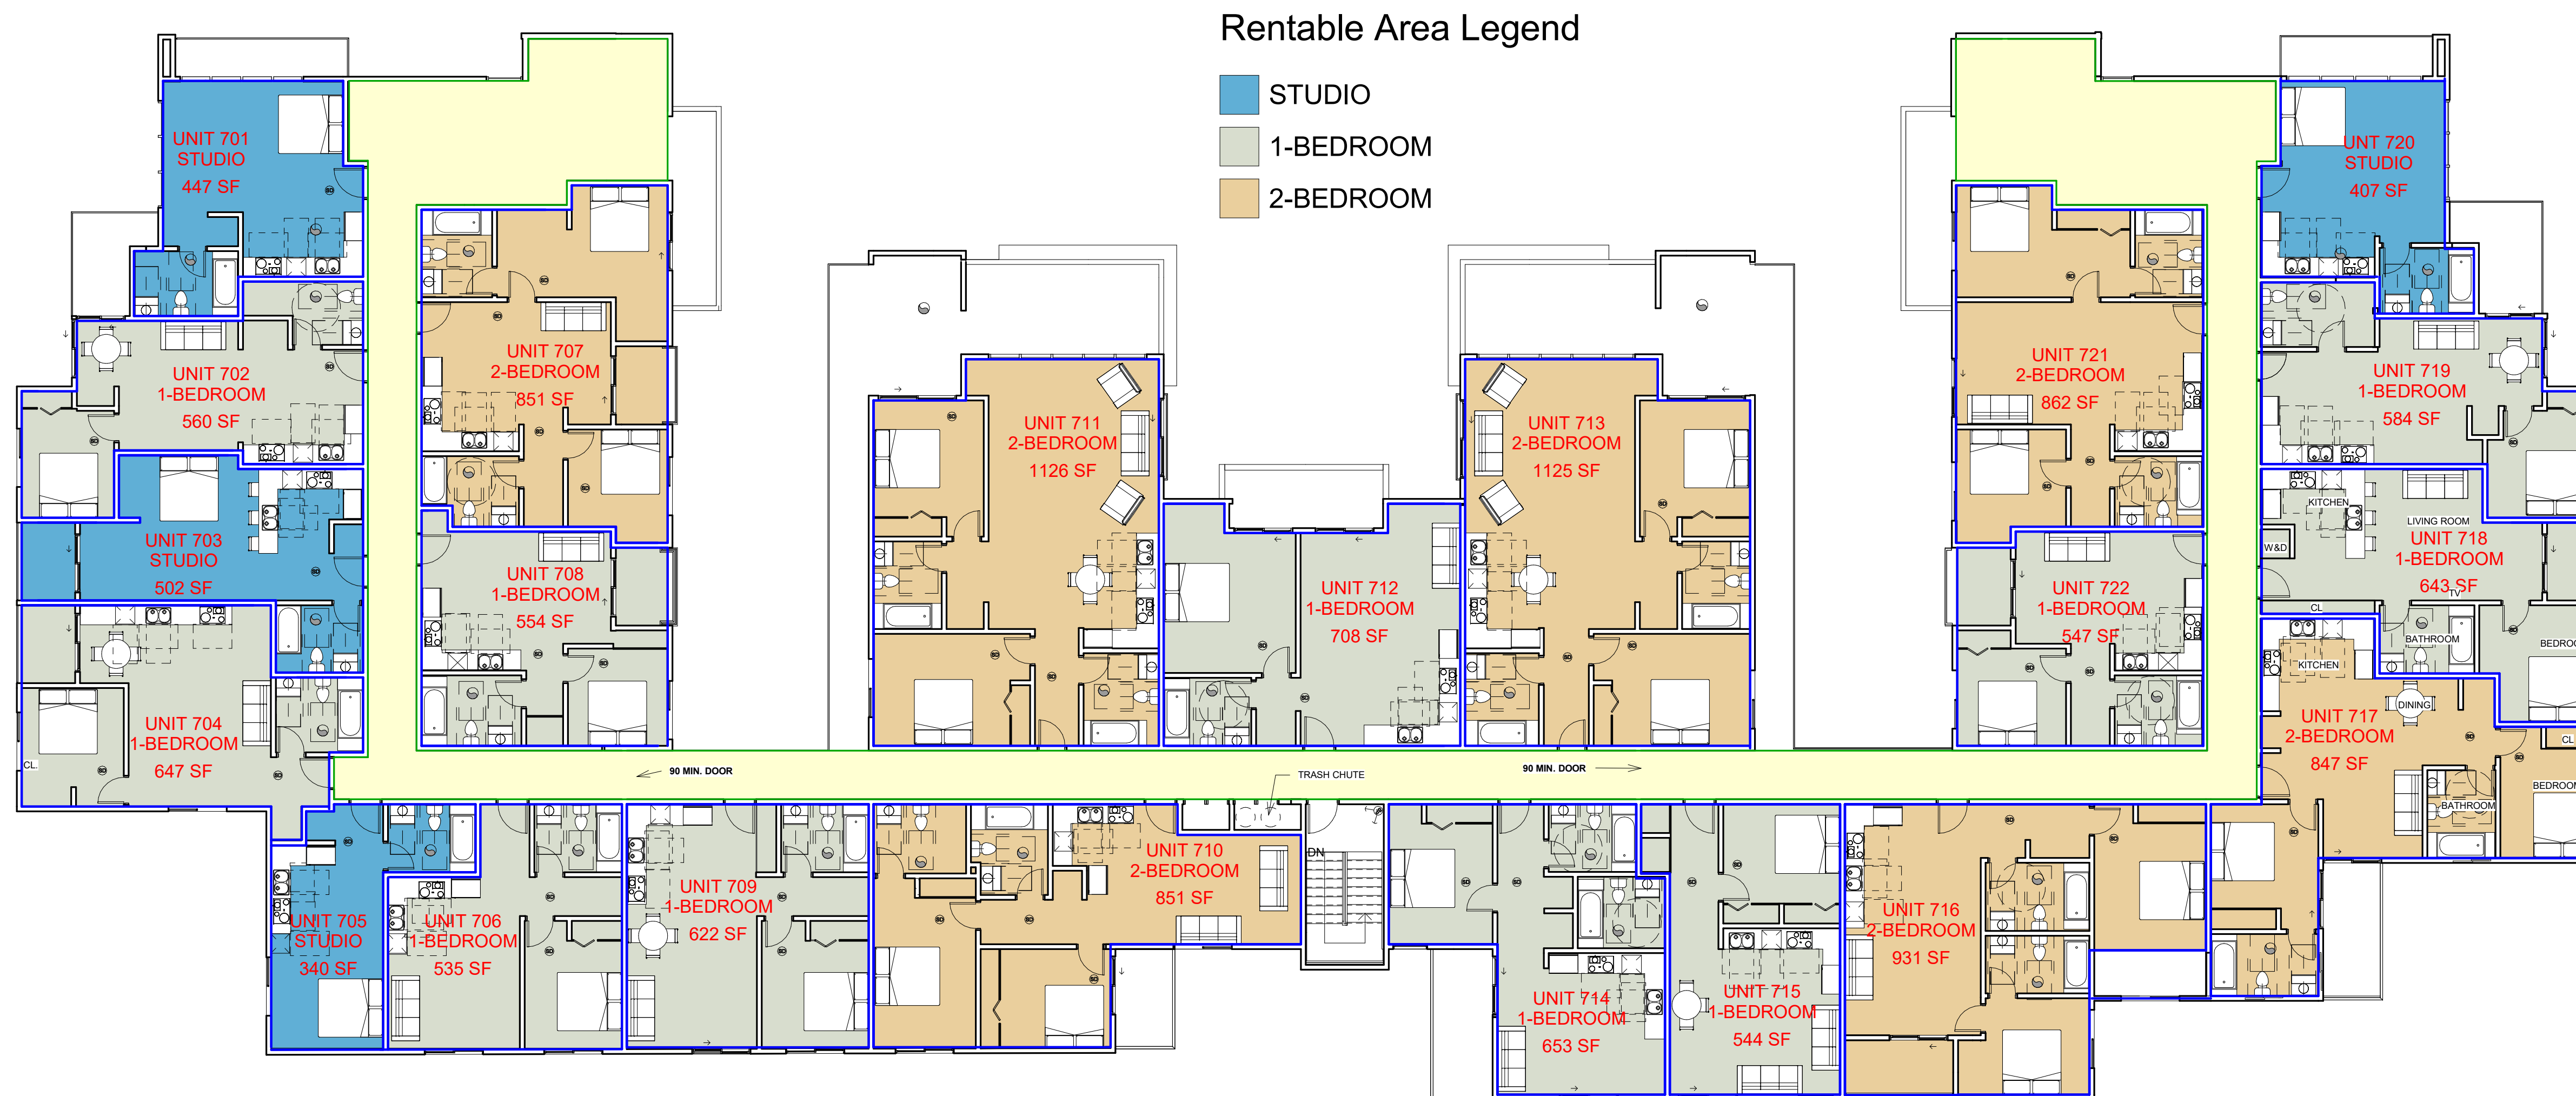 Rentable Area Legend
STUDIO
1-BEDROOM
2-BEDROOM
UNIT 701
STUDIO
447 SF
UNIT 702
1-BEDROOM
560 SF
UNIT 703
STUDIO
502 SF
UNIT 704
1-BEDROOM
647 SF
CL.
UNIT 705
STUDIO
340 SF
UNIT 706
1-BEDROOM
535 SF
UNIT 707
2-BEDROOM
851 SF
UNIT 708
1-BEDROOM
554 SF
UNIT 709
1-BEDROOM
622 SF
UNIT 710
2-BEDROOM
851 SF
UNIT 711
2-BEDROOM
1126 SF
UNIT 712
1-BEDROOM
708 SF
UNIT 713
2-BEDROOM
1125 SF
90 MIN. DOOR
TRASH CHUTE
90 MIN. DOOR
DN
UNIT 714
1-BEDROOM
653 SF
UNIT 715
1-BEDROOM
544 SF
UNIT 716
2-BEDROOM
931 SF
UNIT 717
2-BEDROOM
847 SF
KITCHEN
DINING
BATHROOM
CL
BEDROOM
UNIT 718
1-BEDROOM
643 SF
KITCHEN
LIVING ROOM
W&D
TV
CL
BATHROOM
BEDROO
UNIT 719
1-BEDROOM
584 SF
UNT 720
STUDIO
407 SF
UNIT 721
2-BEDROOM
862 SF
UNIT 722
1-BEDROOM
547 SF